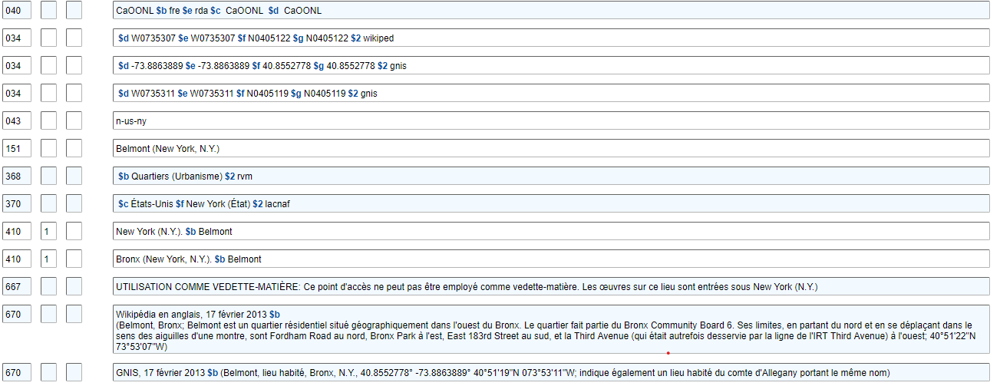 040 CaOONL $b fre $e rda $c CaOONL $d CaOONL
034 $d W0735307 $e W0735307 $f N0405122 $g N0405122 $2 wikiped
034 $d -73.8863889 $e -73.8863889 $f 40.8552778 $g 40.8552778 $2 gnis
034 $d W0735311 $e W0735311 $f N0405119 $g N0405119 $2 gnis
043 n-us-ny
151 Belmont (New York, N.Y.)
368 $b Quartiers (Urbanisme) $2 rvm
370 $c États-Unis $f New York (État) $2 lacnaf
410 1 New York (N.Y.). $b Belmont
410 1 Bronx (New York, N.Y.). $b Belmont
667 UTILISATION COMME VEDETTE-MATIÈRE: Ce point d'accès ne peut pas être employé comme vedette-matière. Les œuvres sur ce lieu sont entrées sous New York (N.Y.)
670 Wikipédia en anglais, 17 février 2013 $b
(Belmont, Bronx; Belmont est un quartier résidentiel situé géographiquement dans l'ouest du Bronx. Le quartier fait partie du Bronx Community Board 6. Ses limites, en partant du nord et en se déplaçant dans le
sens des aiguilles d'une montre, sont Fordham Road au nord, Bronx Park à l'est, East 183rd Street au sud, et la Third Avenue (qui était autrefois desservie par la ligne de l'IRT Third Avenue) à l'ouest; 40°51′22″N
73°53′07″W)
670 GNIS, 17 février 2013 $b (Belmont, lieu habité, Bronx, N.Y., 40.8552778° -73.8863889° 40°51'19"N 073°53'11"W; indique également un lieu habité du comte d'Allegany portant le même nom)